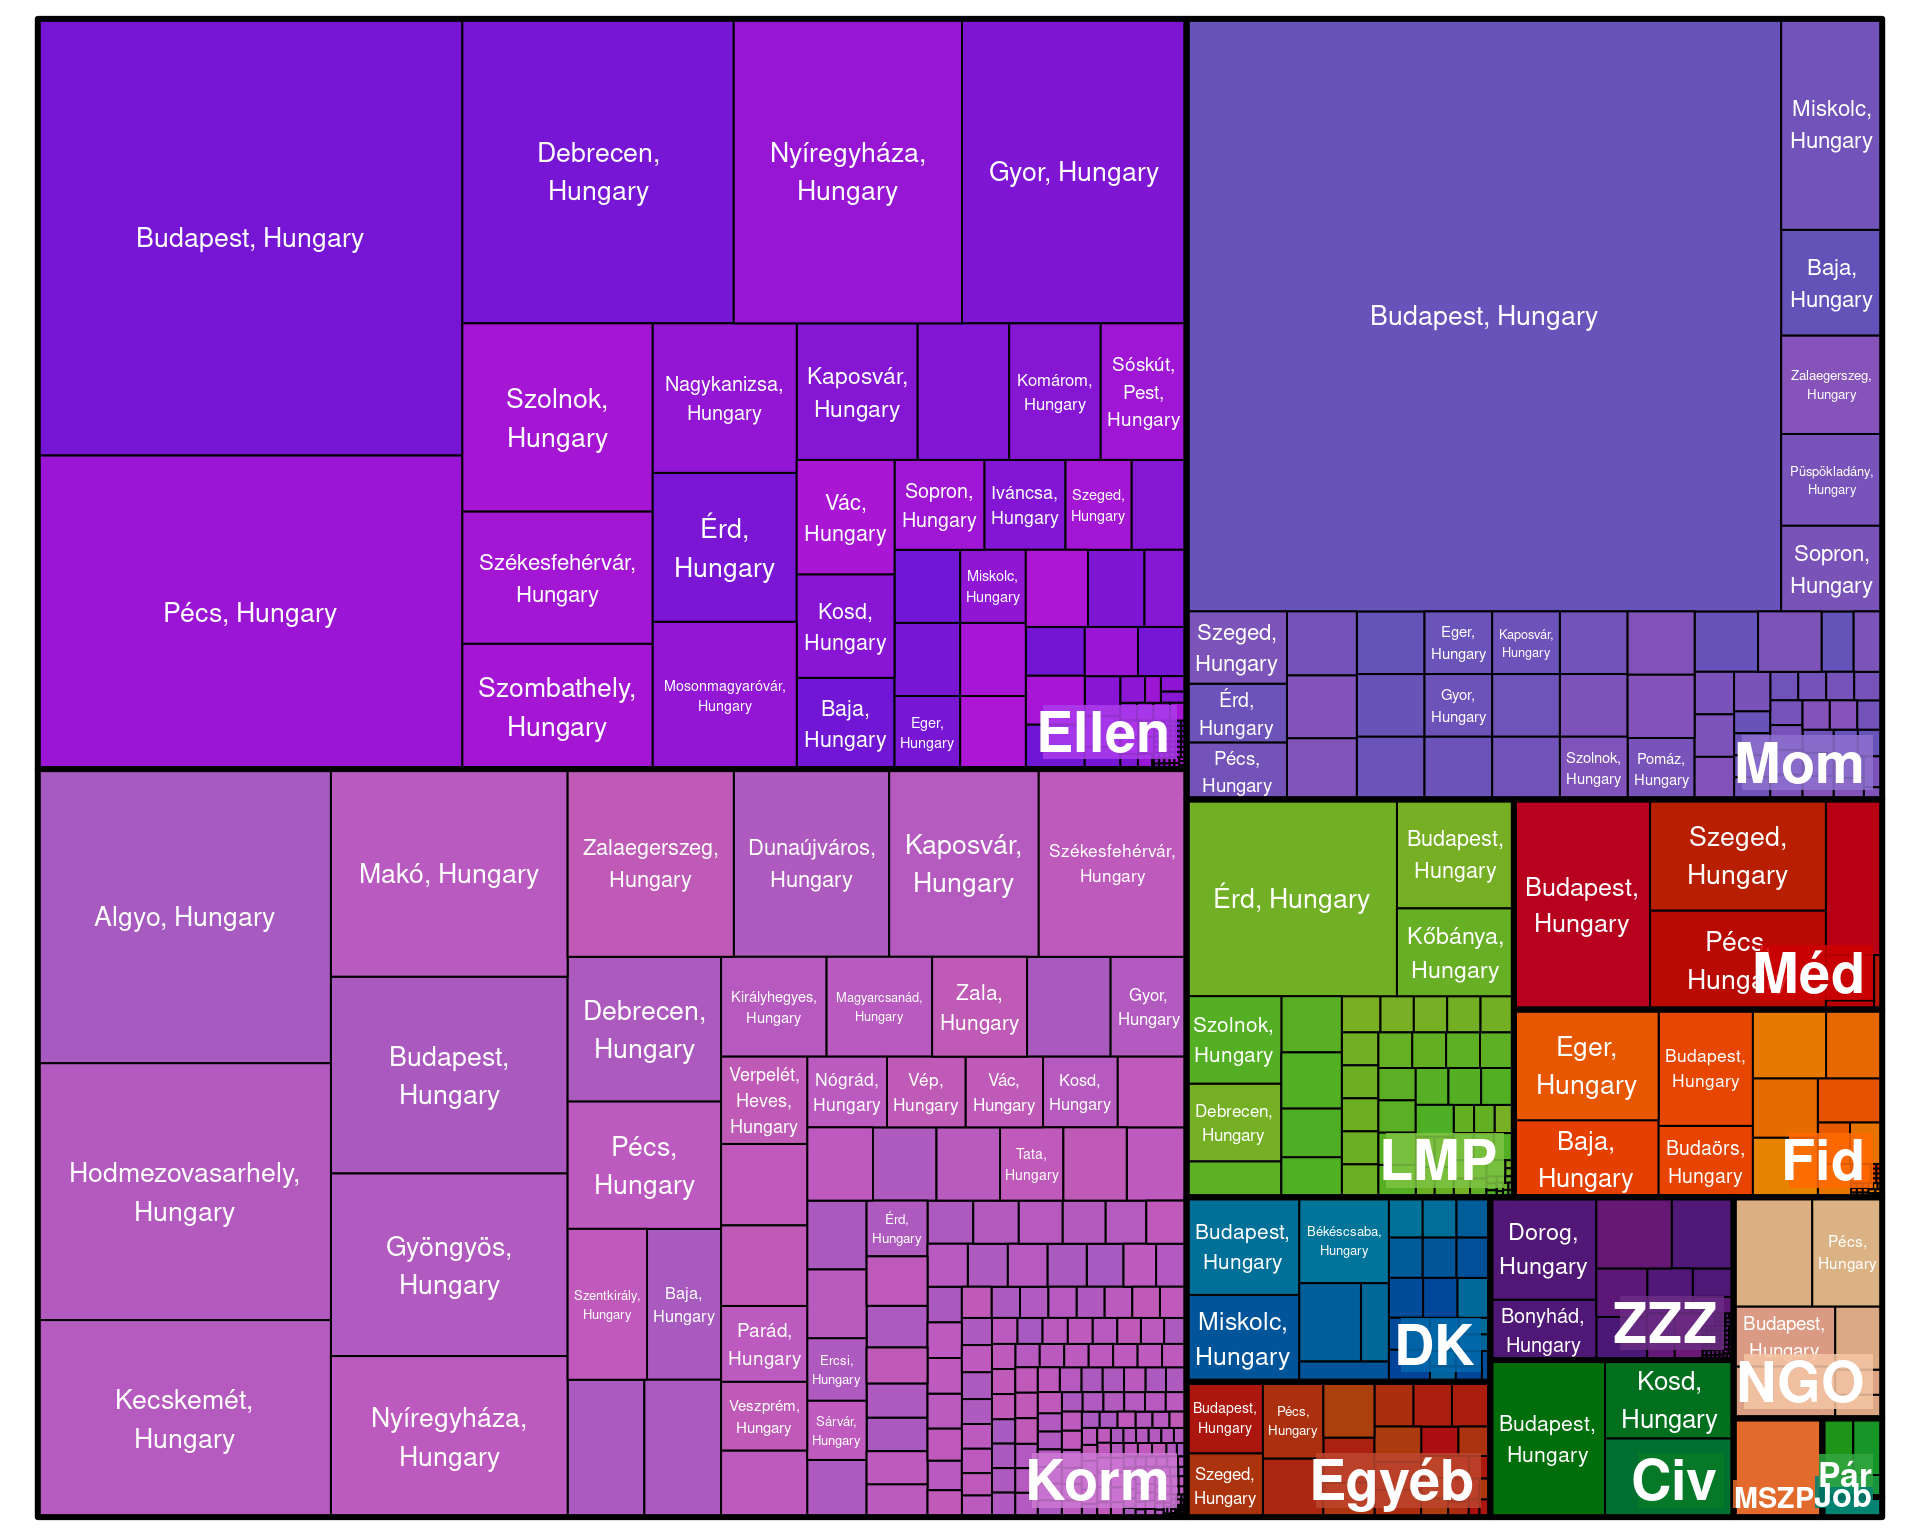 Budapest, Hungary
Pécs, Hungary
Debrecen,
Hungary
Nyíregyháza,
Hungary
Gyor, Hungary
Szolnok,
Hungary
Székesfehérvár,
Hungary
Szombathely,
Hungary
Nagykanizsa,
Hungary
Érd,
Hungary
Mosonmagyaróvár,
Hungary
Kaposvár,
Hungary
Komárom,
Hungary
Sóskút,
Pest,
Hungary
Vác,
Hungary
Sopron,
Hungary
Iváncsa,
Hungary
Szeged,
Hungary
Kosd,
Hungary
Miskolc,
Hungary
Baja,
Hungary
Eger,
Hungary
Ellen
Budapest, Hungary
Miskolc,
Hungary
Baja,
Hungary
Zalaegerszeg,
Hungary
Püspökladány,
Hungary
Sopron,
Hungary
Szeged,
Hungary
Érd,
Hungary
Pécs,
Hungary
Eger,
Hungary
Kaposvár,
Hungary
Gyor,
Hungary
Szolnok,
Hungary
Pomáz,
Hungary
Mom
Algyo, Hungary
Hodmezovasarhely,
Hungary
Kecskemét,
Hungary
Makó, Hungary
Budapest,
Hungary
Gyöngyös,
Hungary
Nyíregyháza,
Hungary
Zalaegerszeg,
Hungary
Dunaújváros,
Hungary
Kaposvár,
Hungary
Székesfehérvár,
Hungary
Debrecen,
Hungary
Pécs,
Hungary
Szentkirály,
Hungary
Baja,
Hungary
Királyhegyes,
Hungary
Magyarcsanád,
Hungary
Zala,
Hungary
Gyor,
Hungary
Verpelét,
Heves,
Hungary
Nógrád,
Hungary
Vép,
Hungary
Vác,
Hungary
Kosd,
Hungary
Tata,
Hungary
Érd,
Hungary
Parád,
Hungary
Ercsi,
Hungary
Veszprém,
Hungary
Sárvár,
Hungary
Korm
Érd, Hungary
Budapest,
Hungary
Kőbánya,
Hungary
Szolnok,
Hungary
Debrecen,
Hungary
LMP
Budapest,
Hungary
Szeged,
Hungary
Pécs,
Hunga
Méd
Eger,
Hungary
Baja,
Hungary
Budapest,
Hungary
Budaörs,
Hungary
Fid
Budapest,
Hungary
Békéscsaba,
Hungary
Miskolc,
Hungary
DK
Dorog,
Hungary
Bonyhád,
Hungary
ZZZ
Pécs,
Hungary
Budapest,
Hungary
NGO
Budapest,
Hungary
Pécs,
Hungary
Szeged,
Hungary
Egyéb
Budapest,
Hungary
Kosd,
Hungary
Civ
MSZP
Pár
Job